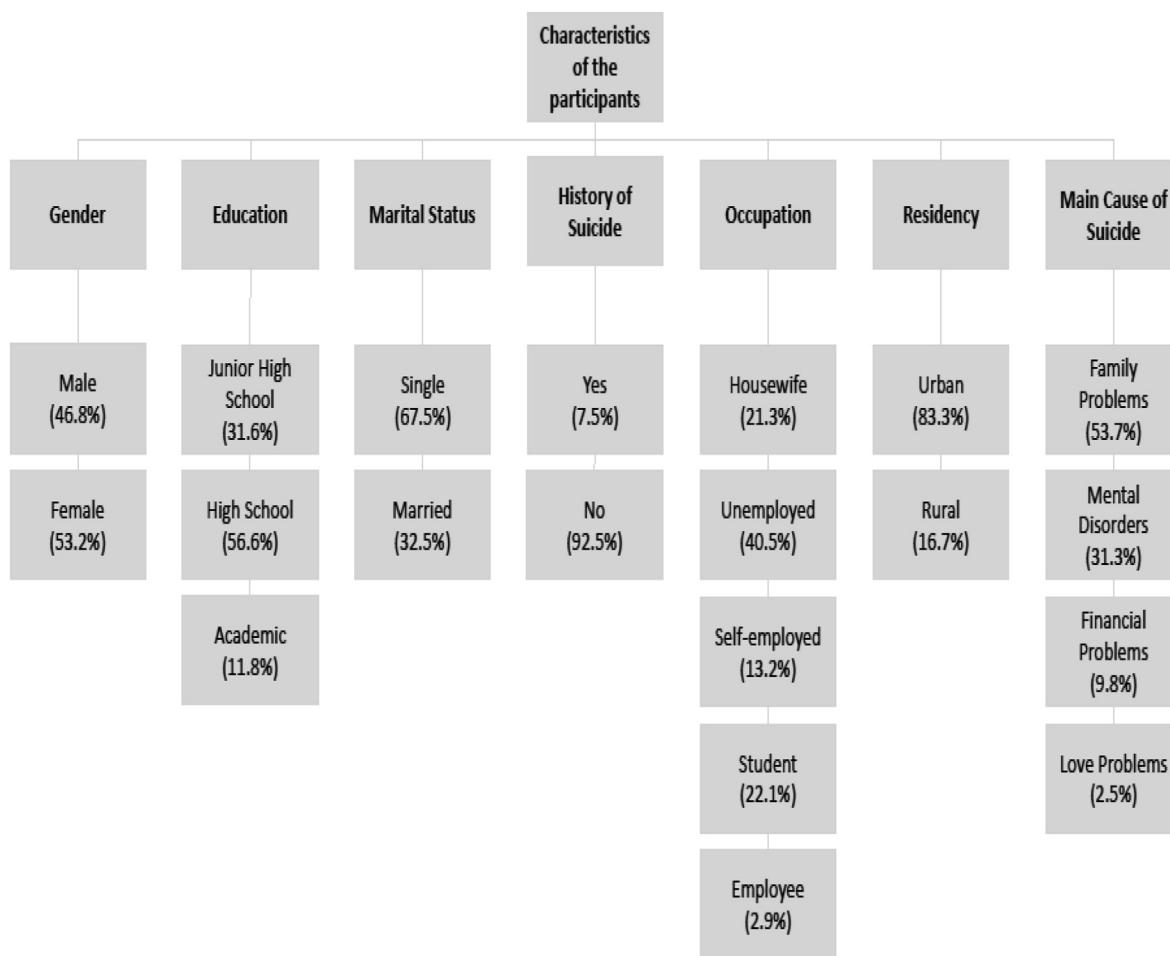 Characteristics
of the
participants
Gender
Education
Marital Status
History of
Suicide
Occupation
Residency
Main Cause of
Suicide
Male
(46.8%)
Female
(53.2%)
Junior High
School
(31.6%)
High School
(56.6%)
Academic
(11.8%)
Single
(67.5%)
Married
(32.5%)
Yes
(7.5%)
No
(92.5%)
Housewife
(21.3%)
Unemployed
(40.5%)
Self-employed
(13.2%)
Student
(22.1%)
Employee
(2.9%)
Urban
(83.3%)
Rural
(16.7%)
Family
Problems
(53.7%)
Mental
Disorders
(31.3%)
Financial
Problems
(9.8%)
Love Problems
(2.5%)